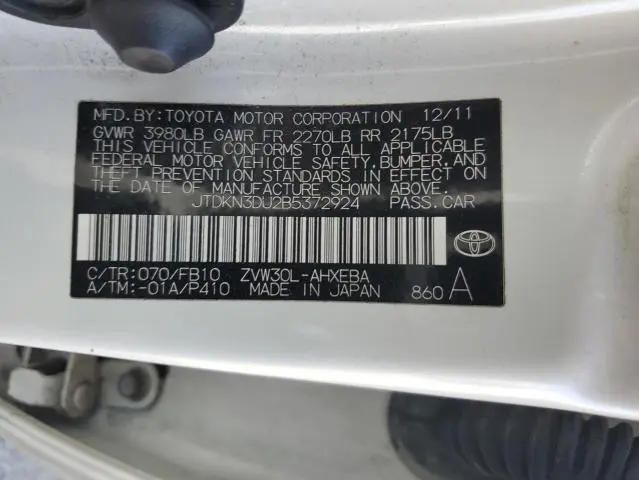 MFD. BY: TOYOTA MOTOR CORPORATION 12/11
GVWR 3980LB GAWR FR 2270LB RR 2175LB
THIS VEHICLE CONFORMS TO ALL APPLICABLE
FEDERAL MOTOR VEHICLE SAFETY, BUMPER, AND
THEFT PREVENTION STANDARDS IN EFFECT ON
THE DATE OF MANUFACTURE SHOWN ABOVE.
JTDKN3DU2B5372924 PASS.CAR
C/TR: 070/FB10 ZVW30L-AHXEBA
A/TM: -01A/P410 MADE IN JAPAN 860 A